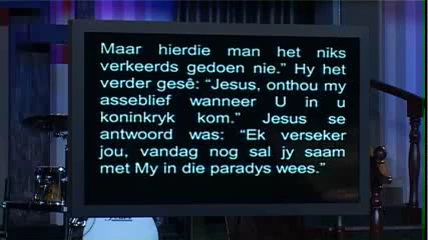 Maar hierdie man het niks
verkeerds gedoen nie.” Hy het
verder gesê: “Jesus, onthou my
asseblief wanneer U in u
koninkryk kom.” Jesus se
antwoord was: “Ek verseker
jou, vandag nog sal jy saam
met My in die paradys wees.”